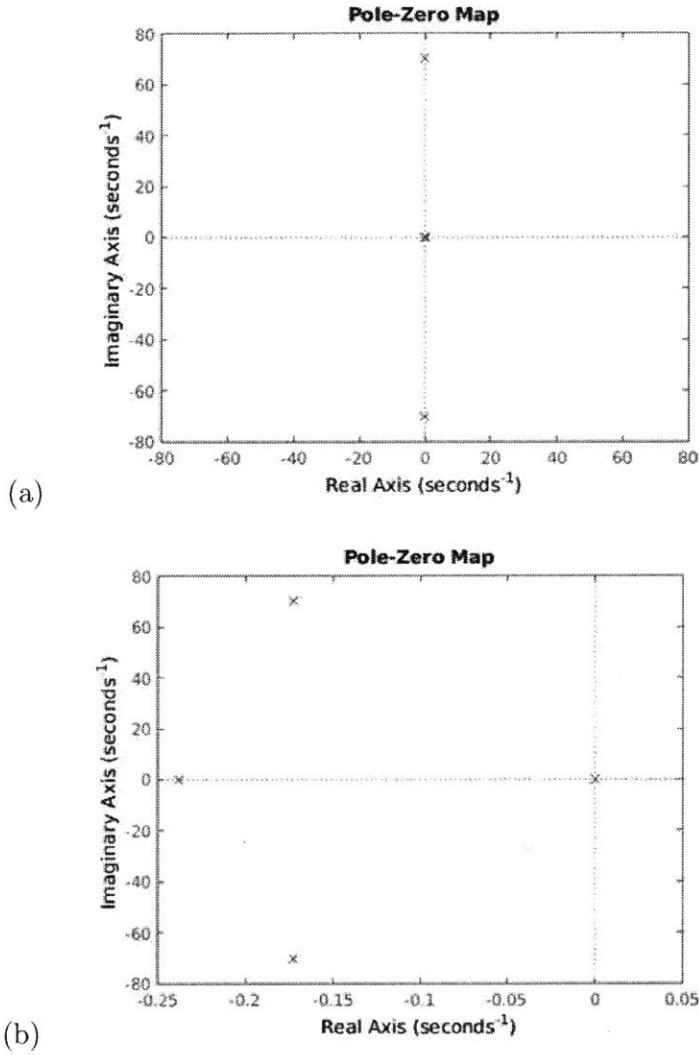 Pole-Zero Map
80
60
40
20
0
-20
-40
-60
-80
Imaginary Axis (seconds-1)
-80 -60 -40 -20 0 20 40 60 80
Real Axis (seconds-1)
(a)
Pole-Zero Map
80
60
40
20
0
-20
-40
-60
-80
Imaginary Axis (seconds-1)
-0.25 -0.2 -0.15 -0.1 -0.05 0 0.05
Real Axis (seconds-1)
(b)